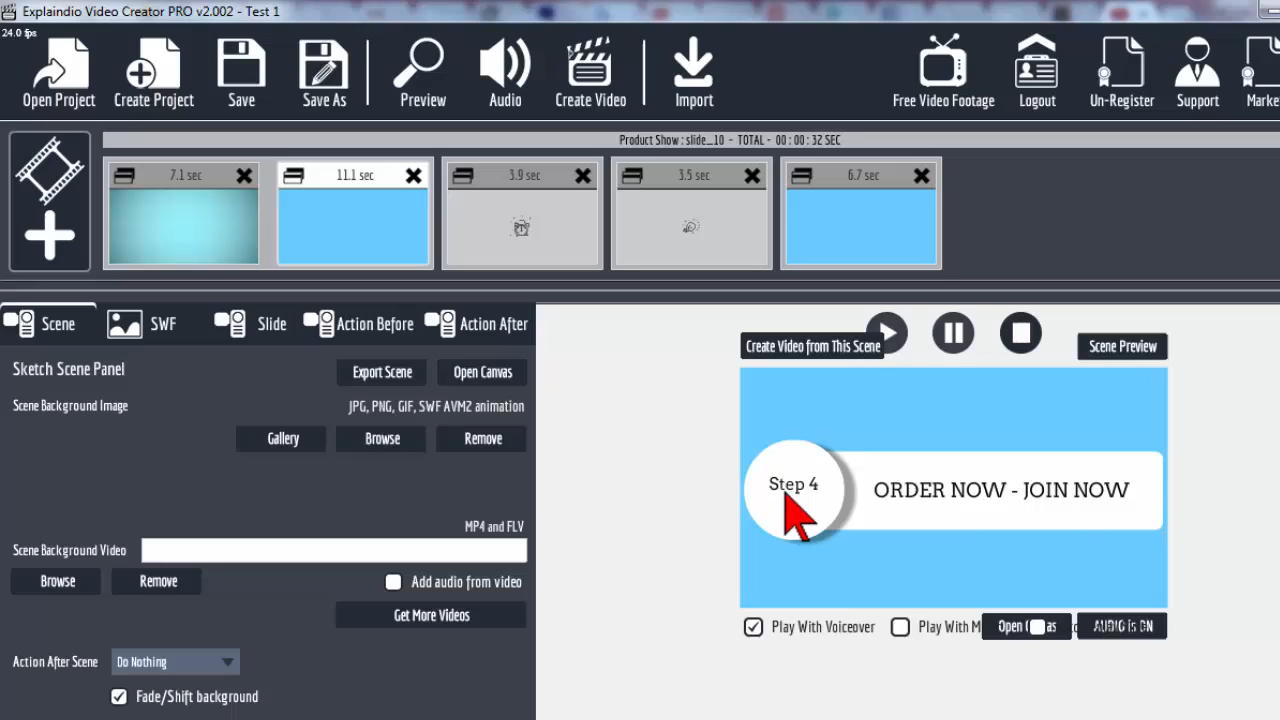 Explaindio Video Creator PRO v2.002 - Test 1
24.0 fps
Open Project
Create Project
Save
Save As
Preview
Audio
Create Video
Import
Free Video Footage
Logout
Un-Register
Support
Marke
Product Show : slide_10 - TOTAL - 00 : 00 : 32 SEC
7.1 sec
11.1 sec
3.9 sec
3.5 sec
6.7 sec
Scene
SWF
Slide
Action Before
Action After
Sketch Scene Panel
Export Scene
Open Canvas
Scene Background Image
JPG, PNG, GIF, SWF AVM2 animation
Gallery
Browse
Remove
MP4 and FLV
Scene Background Video
Browse
Remove
Add audio from video
Get More Videos
Action After Scene
Do Nothing
Fade/Shift background
Create Video from This Scene
Scene Preview
Step 4
ORDER NOW - JOIN NOW
Play With Voiceover
Play With M
AUDIO is ON